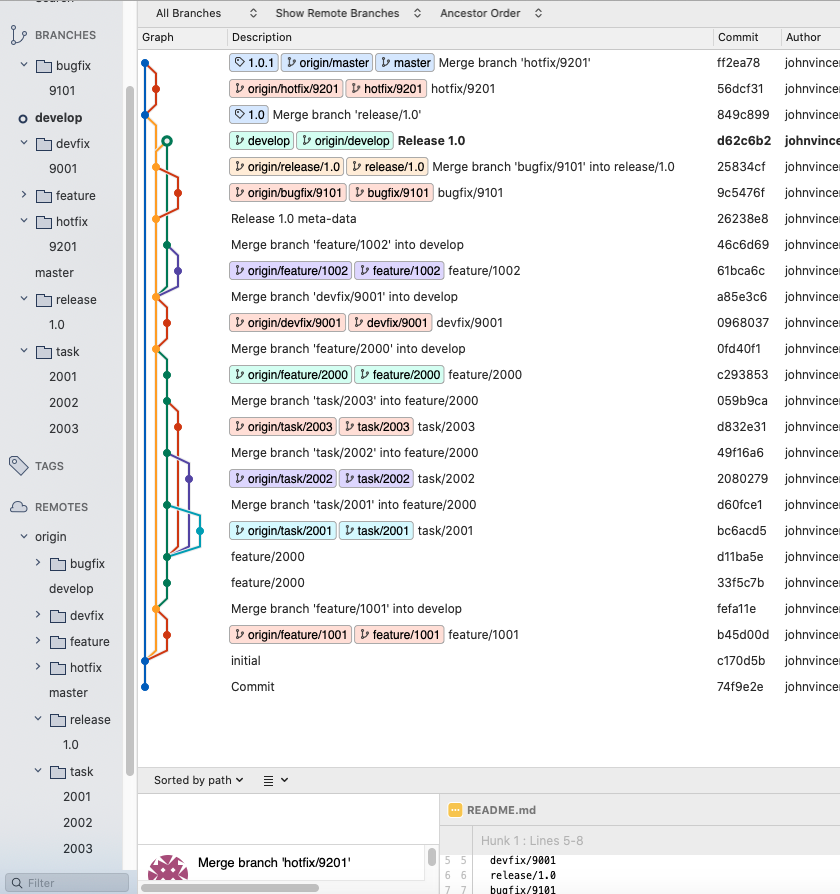 All Branches Show Remote Branches Ancestor Order
BRANCHES
bugfix
9101
develop
devfix
9001
feature
hotfix
9201
master
release
1.0
task
2001
2002
2003
TAGS
REMOTES
origin
bugfix
develop
devfix
feature
hotfix
master
release
1.0
task
2001
2002
2003
Filter
Graph Description Commit Author
1.0.1 origin/master master Merge branch 'hotfix/9201' ff2ea78 johnvince
origin/hotfix/9201 hotfix/9201 hotfix/9201 56dcf31 johnvince
1.0 Merge branch 'release/1.0' 849c899 johnvince
develop origin/develop Release 1.0 d62c6b2 johnvince
origin/release/1.0 release/1.0 Merge branch 'bugfix/9101' into release/1.0 25834cf johnvince
origin/bugfix/9101 bugfix/9101 bugfix/9101 9c5476f johnvince
Release 1.0 meta-data 26238e8 johnvince
Merge branch 'feature/1002' into develop 46c6d69 johnvince
origin/feature/1002 feature/1002 feature/1002 61bca6c johnvince
Merge branch 'devfix/9001' into develop a85e3c6 johnvince
origin/devfix/9001 devfix/9001 devfix/9001 0968037 johnvince
Merge branch 'feature/2000' into develop 0fd40f1 johnvince
origin/feature/2000 feature/2000 feature/2000 c293853 johnvince
Merge branch 'task/2003' into feature/2000 059b9ca johnvince
origin/task/2003 task/2003 task/2003 d832e31 johnvince
Merge branch 'task/2002' into feature/2000 49f16a6 johnvince
origin/task/2002 task/2002 task/2002 2080279 johnvince
Merge branch 'task/2001' into feature/2000 d60fce1 johnvince
origin/task/2001 task/2001 task/2001 bc6acd5 johnvince
feature/2000 d11ba5e johnvince
feature/2000 33f5c7b johnvince
Merge branch 'feature/1001' into develop fefa11e johnvince
origin/feature/1001 feature/1001 feature/1001 b45d00d johnvince
initial c170d5b johnvince
Commit 74f9e2e johnvince
Sorted by path
Merge branch 'hotfix/9201'
README.md
Hunk 1 : Lines 5-8
5 5 devfix/9001
6 6 release/1.0
7 7 bugfix/9101